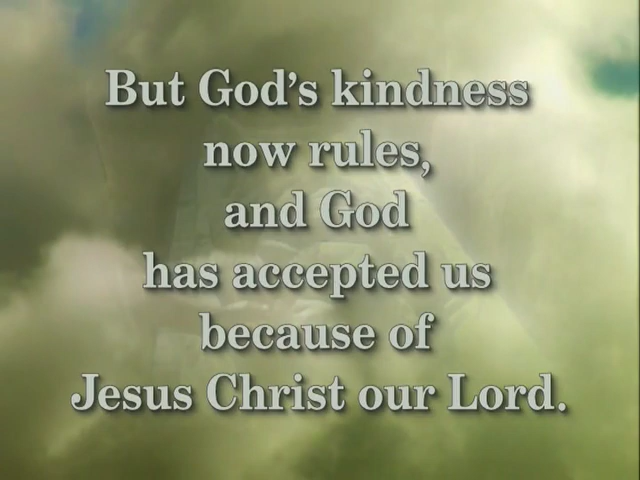 But God's kindness
now rules,
and God
has accepted us
because of
Jesus Christ our Lord.